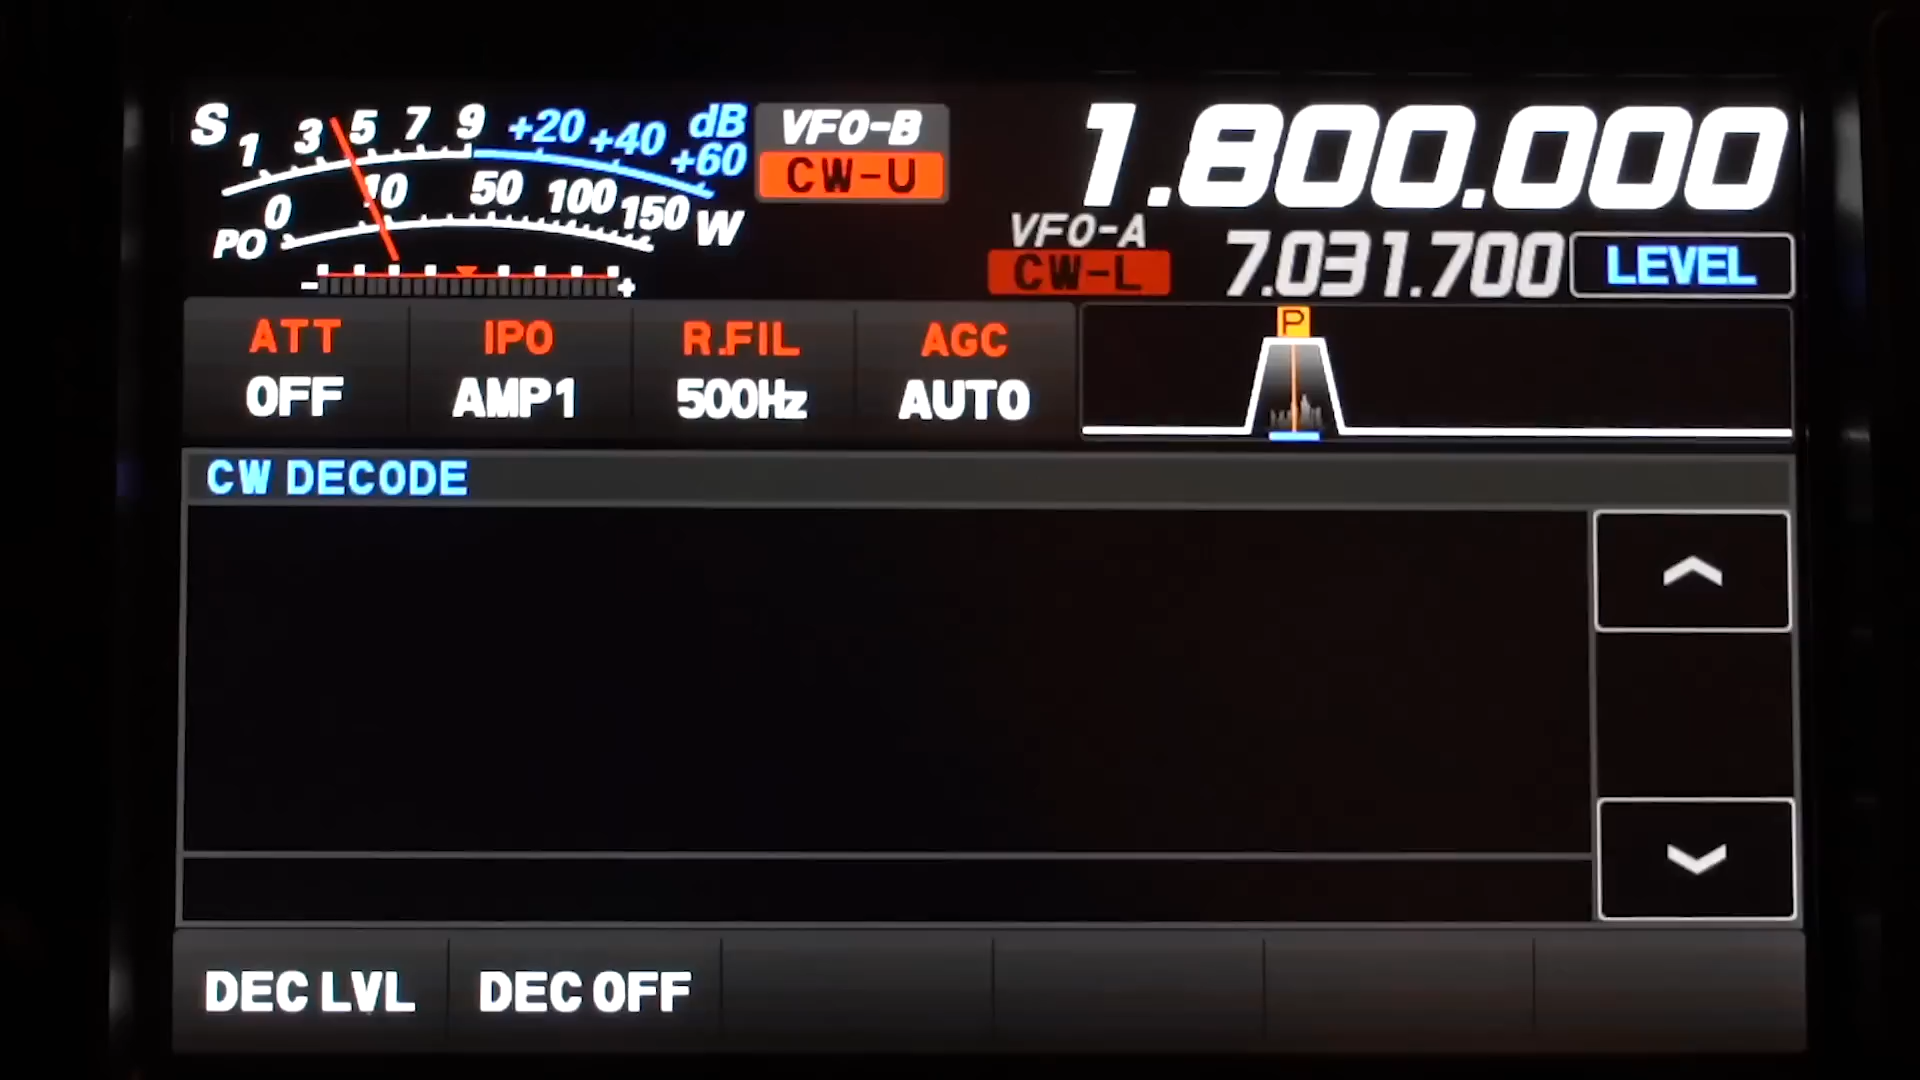 S 1 3 5 7 9 +20 +40 +60 dB
PO 0 10 50 100 150 W
- +
VFO-B
CW-U
1.800.000
VFO-A
CW-L
7.031.700
LEVEL
ATT IPO R.FIL AGC
OFF AMP1 500Hz AUTO
P
CW DECODE
DEC LVL DEC OFF